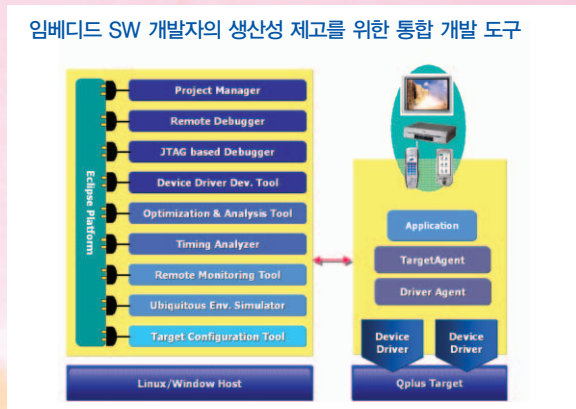 임베디드 SW 개발자의 생산성 제고를 위한 통합 개발 도구
Eclipse Platform
Project Manager
Remote Debugger
JTAG based Debugger
Device Driver Dev. Tool
Optimization & Analysis Tool
Timing Analyzer
Remote Monitoring Tool
Ubiquitous Env. Simulator
Target Configuration Tool
Linux/Window Host
Application
TargetAgent
Driver Agent
Device
Driver
Device
Driver
Qplus Target